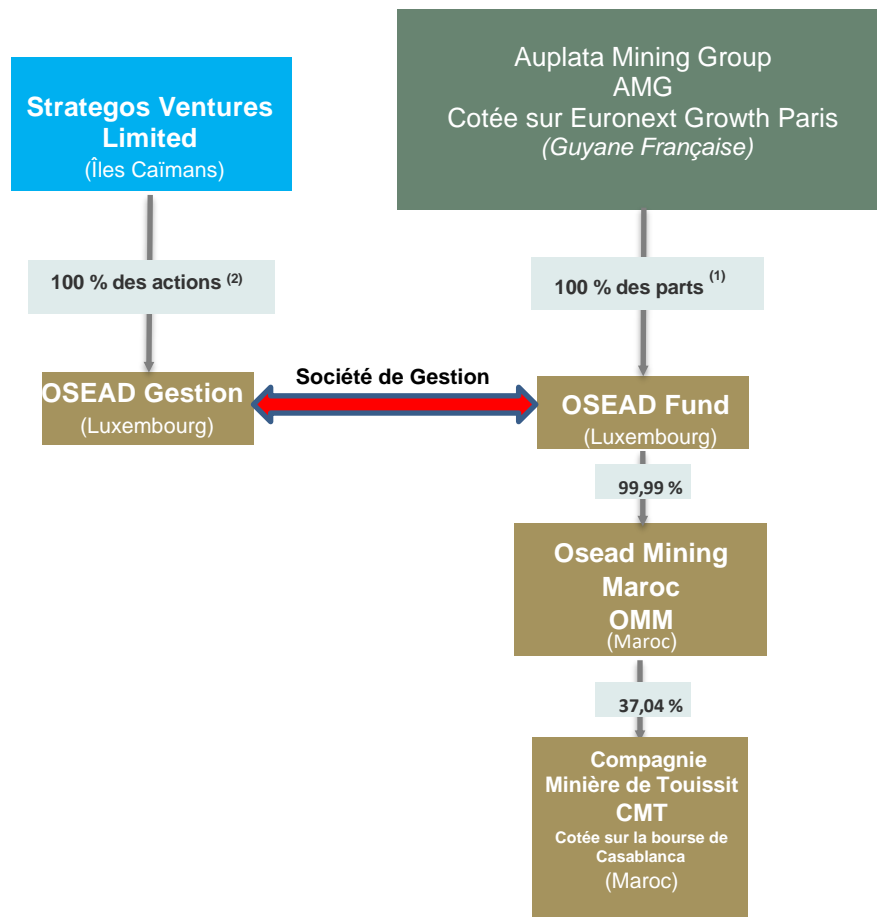 Strategos Ventures
Limited
(Îles Caïmans)
Auplata Mining Group
AMG
Cotée sur Euronext Growth Paris
(Guyane Française)
100 % des actions (2)
100 % des parts (1)
OSEAD Gestion
(Luxembourg)
Société de Gestion
OSEAD Fund
(Luxembourg)
99,99 %
Osead Mining
Maroc
OMM
(Maroc)
37,04 %
Compagnie
Minière de Touissit
CMT
Cotée sur la bourse de
Casablanca
(Maroc)